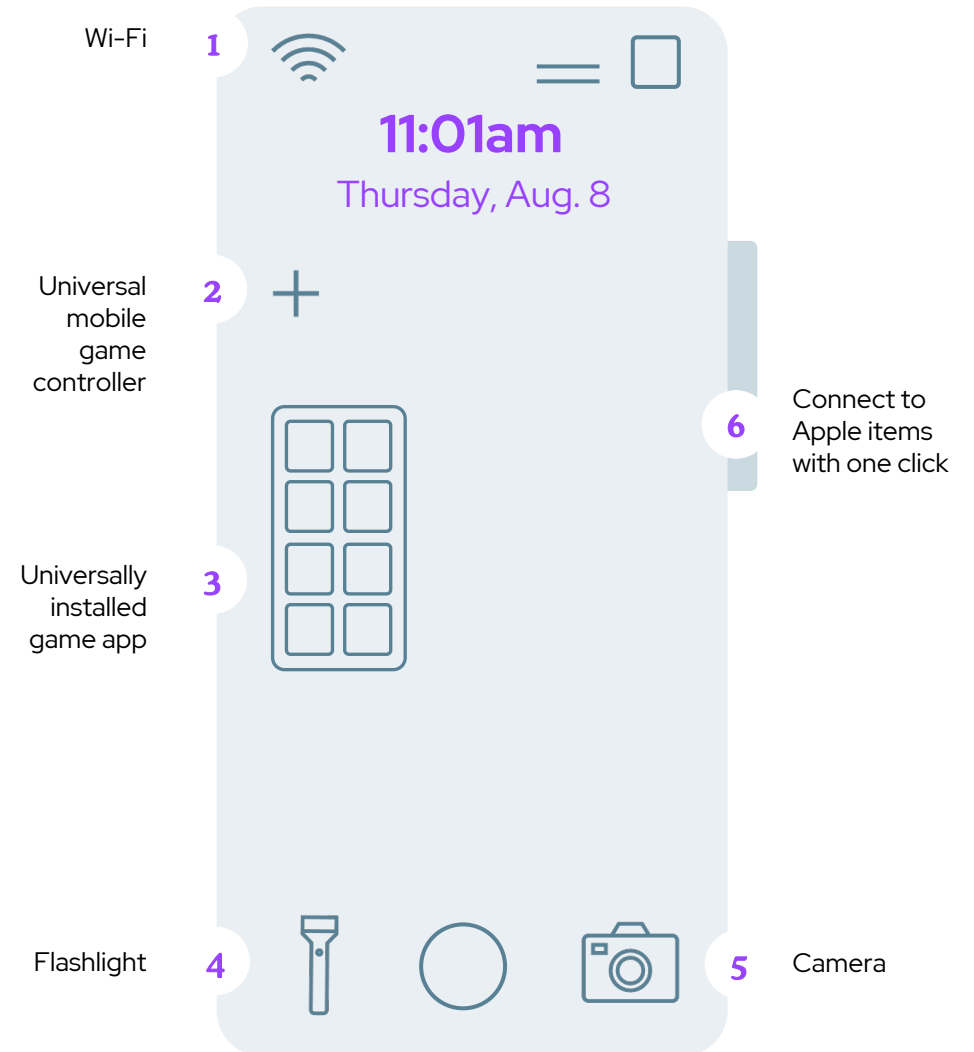 Wi-Fi
1
11:01am
Thursday, Aug. 8
2
Universal
mobile
game
controller
3
Universally
installed
game app
6
Connect to
Apple items
with one click
4
Flashlight
5
Camera